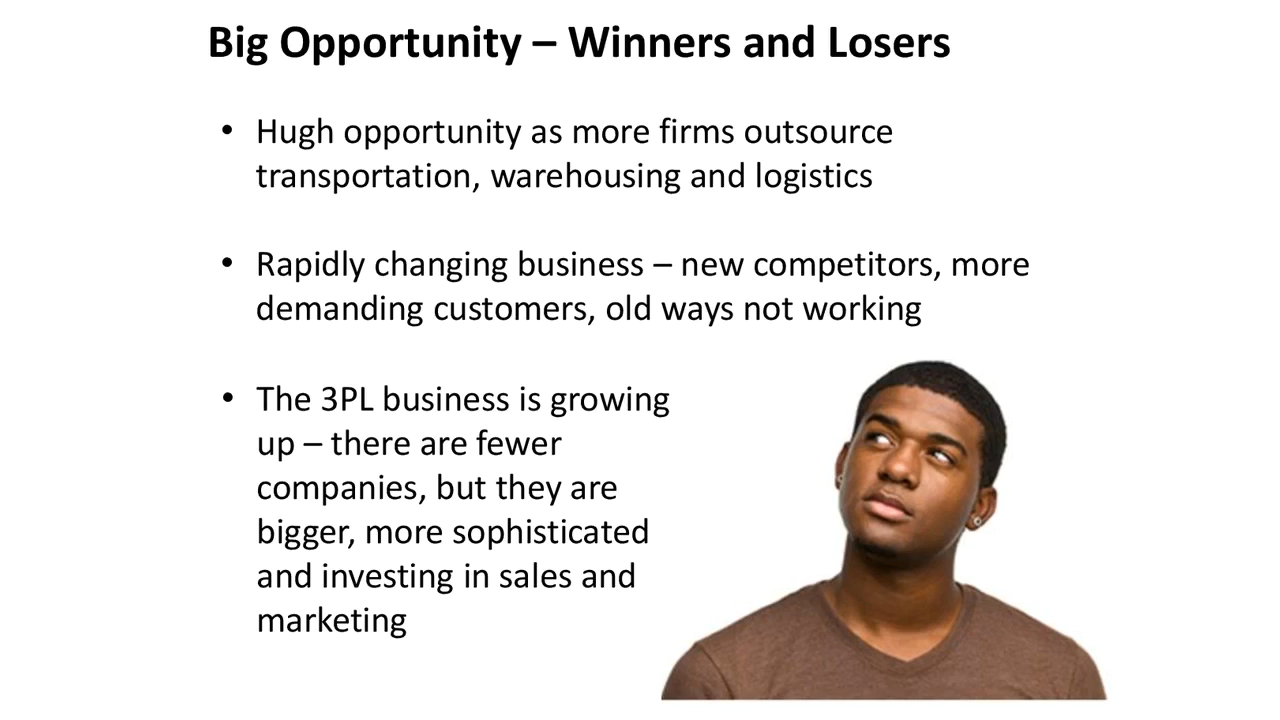 Big Opportunity – Winners and Losers
• Hugh opportunity as more firms outsource
transportation, warehousing and logistics
• Rapidly changing business – new competitors, more
demanding customers, old ways not working
• The 3PL business is growing
up – there are fewer
companies, but they are
bigger, more sophisticated
and investing in sales and
marketing